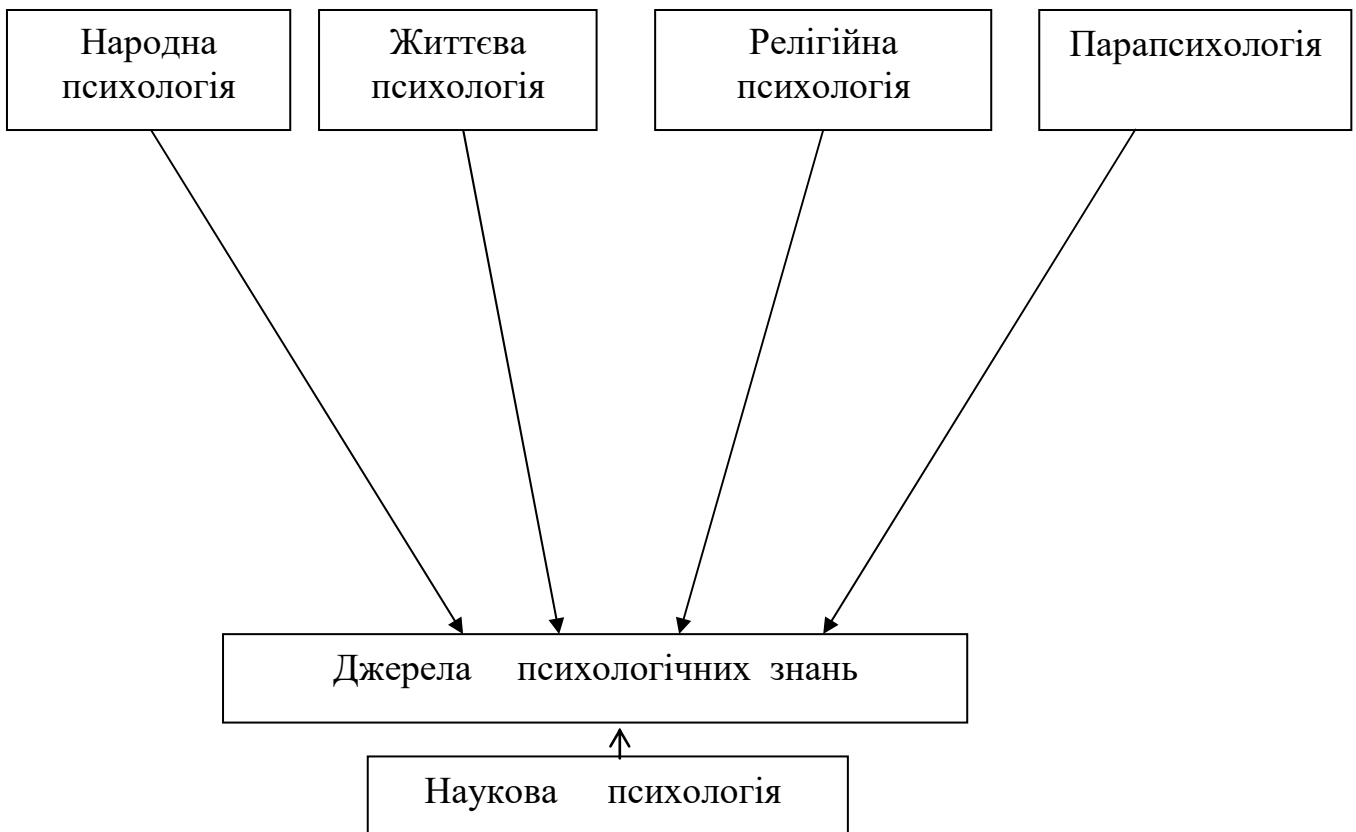 Народна
психологія
Життєва
психологія
Релігійна
психологія
Парапсихологія
Джерела психологічних знань
Наукова психологія